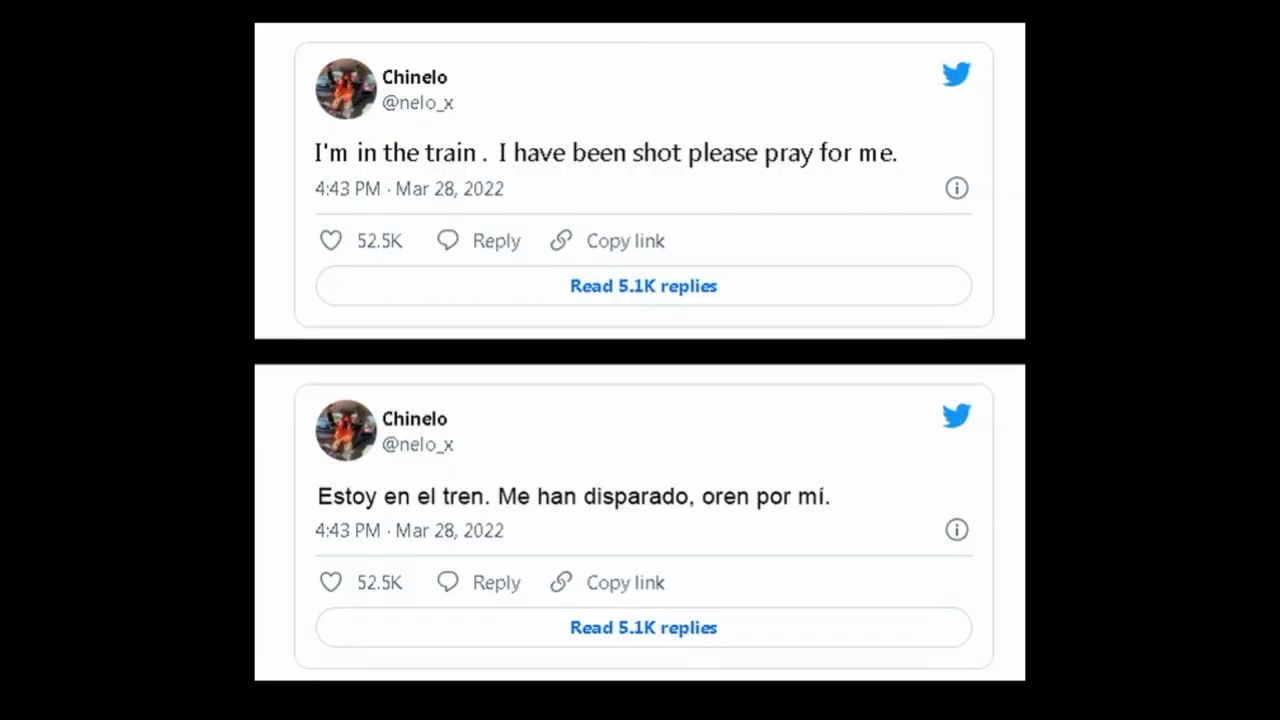 Chinelo
@nelo_x
I'm in the train . I have been shot please pray for me.
4:43 PM · Mar 28, 2022
52.5K Reply Copy link
Read 5.1K replies
Chinelo
@nelo_x
Estoy en el tren. Me han disparado, oren por mí.
4:43 PM · Mar 28, 2022
52.5K Reply Copy link
Read 5.1K replies